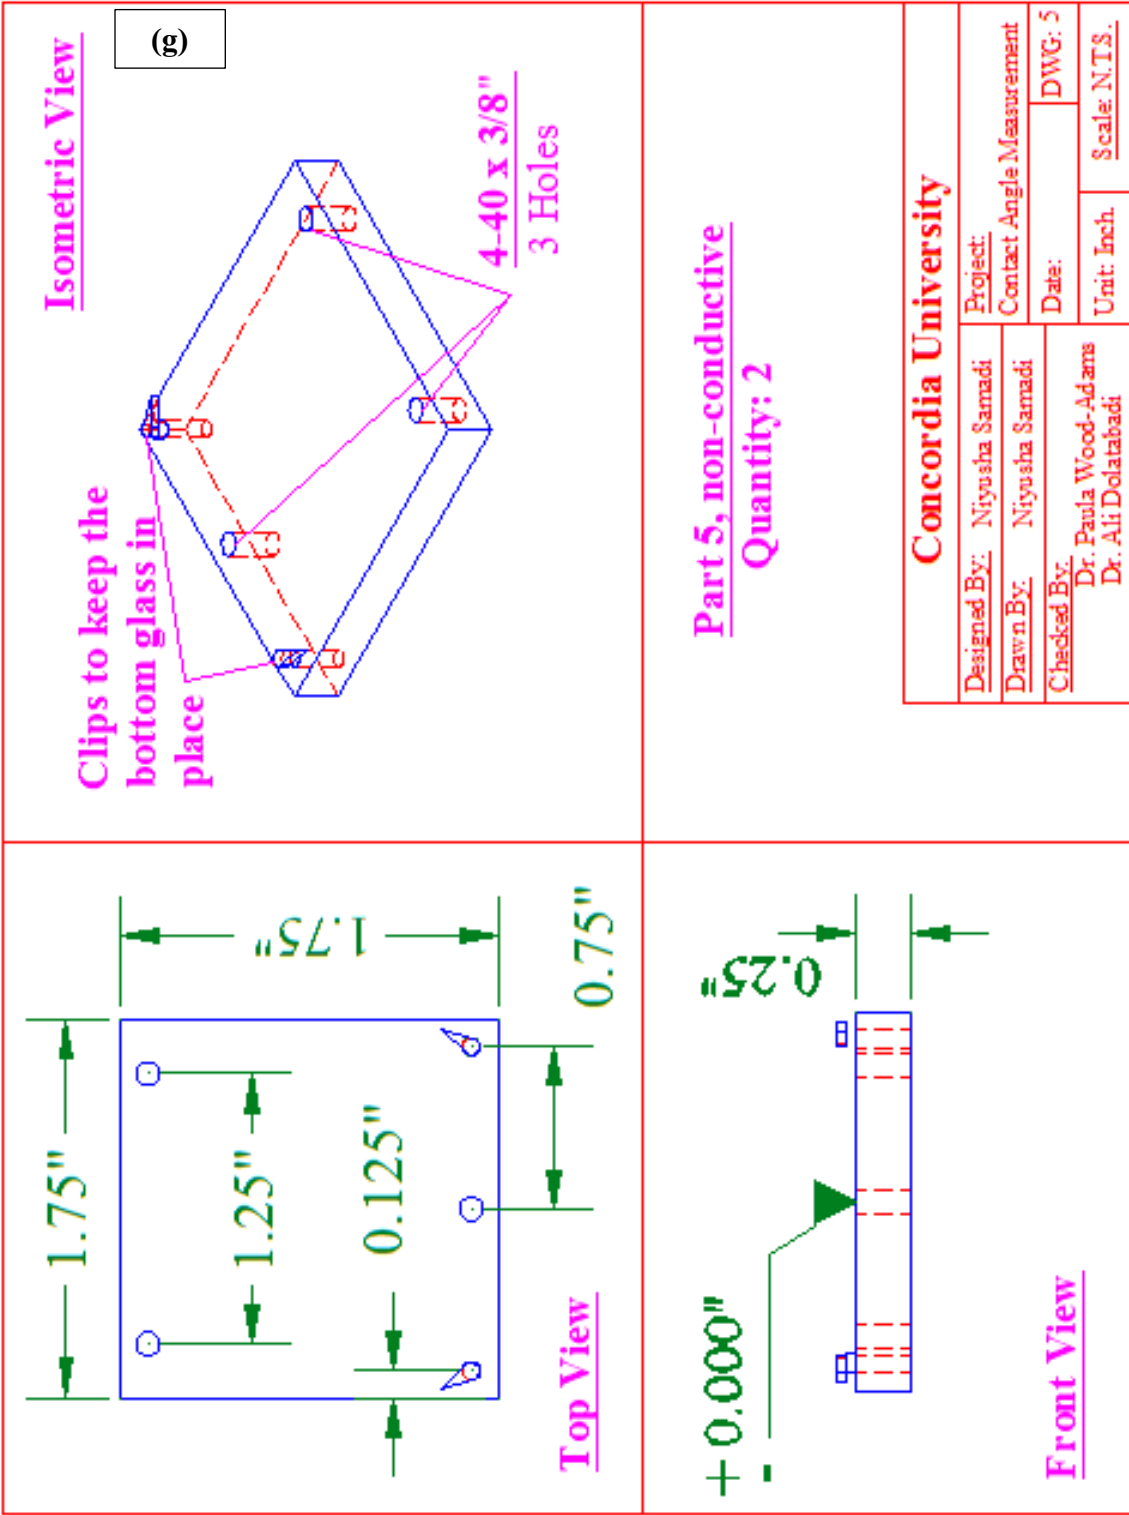 (g)
Top View
1.75"
1.75"
1.25"
0.125"
0.75"
Isometric View
Clips to keep the
bottom glass in
place
4-40 x 3/8"
3 Holes
Front View
+0.000"
-
0.25"
Part 5, non-conductive
Quantity: 2
Concordia University
Designed By: Niyusha Samadi
Drawn By: Niyusha Samadi
Checked By:
Dr. Paula Wood-Adams
Dr. Ali Dolatabadi
Project:
Contact Angle Measurement
Date:
DWG: 5
Unit: Inch.
Scale: N.T.S.